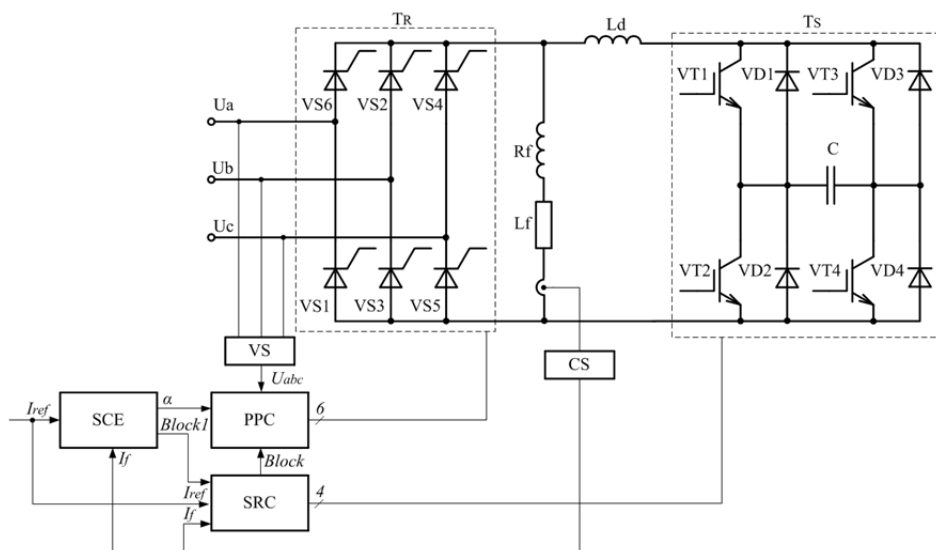 TR
Ld
TS
VS6
VS2
VS4
VT1
VD1
VT3
VD3
Ua
Ub
Uc
Rf
Lf
C
VS1
VS3
VS5
VT2
VD2
VT4
VD4
VS
CS
Uabc
Iref
SCE
α
Block1
PPC
6
If
Block
Iref
SRC
4
If